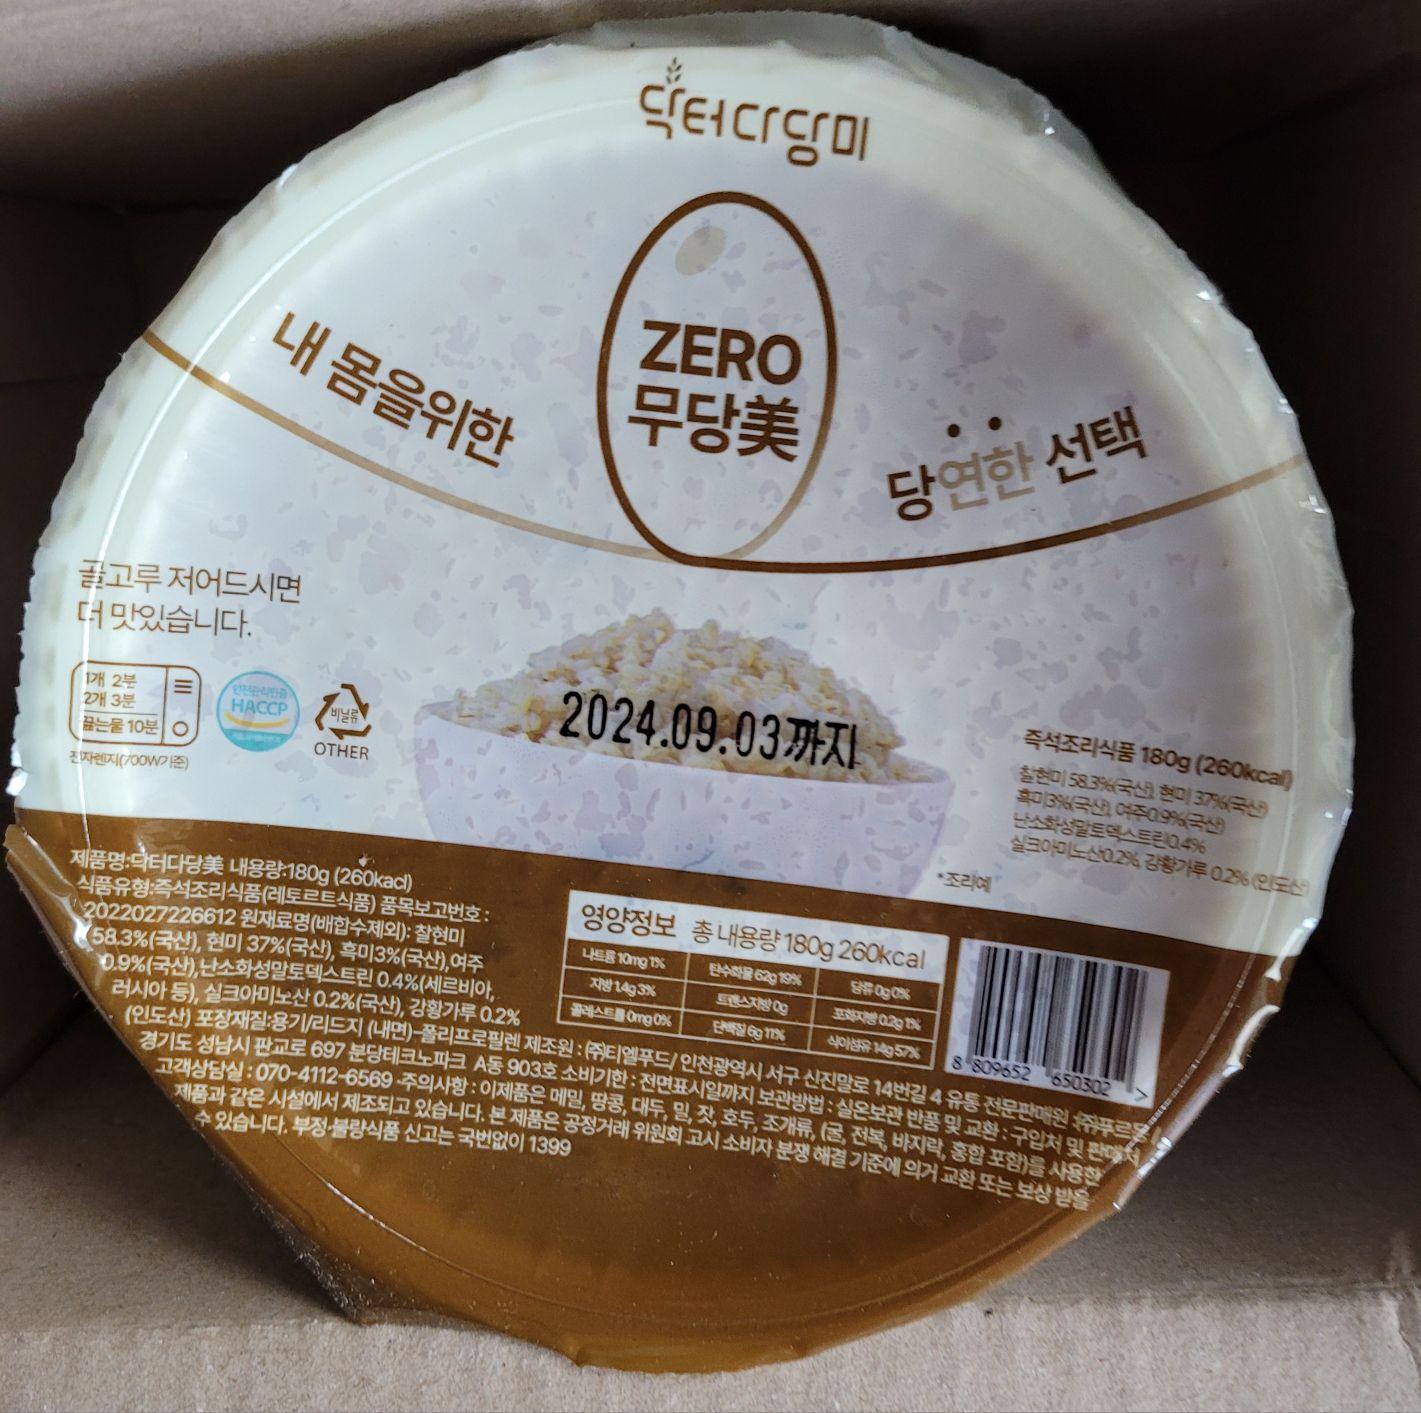 닥터다당미
ZERO
무당美
내 몸을위한
당연한 선택
골고루 저어드시면
더 맛있습니다.
1개 2분
2개 3분
끓는물 10분
전자렌지(700W기준)
안전관리인증
HACCP
비닐류
OTHER
2024.09.03까지
즉석조리식품 180g (260kcal)
찰현미 58.3%(국산), 현미 37%(국산)
흑미3%(국산), 여주0.9%(국산)
난소화성말토덱스트린0.4%
실크아미노산0.2%, 강황가루 0.2% (인도산)
*조리예
제품명:닥터다당美 내용량:180g (260kacl)
식품유형:즉석조리식품(레토르트식품) 품목보고번호 :
2022027226612 원재료명(배합수제외): 찰현미
58.3%(국산), 현미 37%(국산), 흑미3%(국산),여주
0.9%(국산),난소화성말토덱스트린 0.4%(세르비아,
러시아 등), 실크아미노산 0.2%(국산), 강황가루 0.2%
(인도산) 포장재질:용기/리드지 (내면)-폴리프로필렌 제조원 : (주)티엘푸드/ 인천광역시 서구 신진말로 14번길 4 유통 전문판매원 :(주)푸르
경기도 성남시 판교로 697 분당테크노파크 A동 903호 소비기한 : 전면표시일까지 보관방법 : 실온보관 반품 및 교환 : 구입처 및 판매처
고객상담실 : 070-4112-6569 ·주의사항 : 이제품은 메밀, 땅콩, 대두, 밀, 잣, 호두, 조개류, (굴, 전복, 바지락, 홍합 포함)를 사용한
제품과 같은 시설에서 제조되고 있습니다. 본 제품은 공정거래 위원회 고시 소비자 분쟁 해결 기준에 의거 교환 또는 보상 받을
수 있습니다. 부정·불량식품 신고는 국번없이 1399
영양정보 총 내용량 180g 260kcal
나트륨 10mg 1% 탄수화물 62g 19% 당류 0g 0%
지방 1.4g 3% 트랜스지방 0g 포화지방 0.2g 1%
콜레스트롤 0mg 0% 단백질 6g 11% 식이섬유 14g 57%
8 809652 650302 >